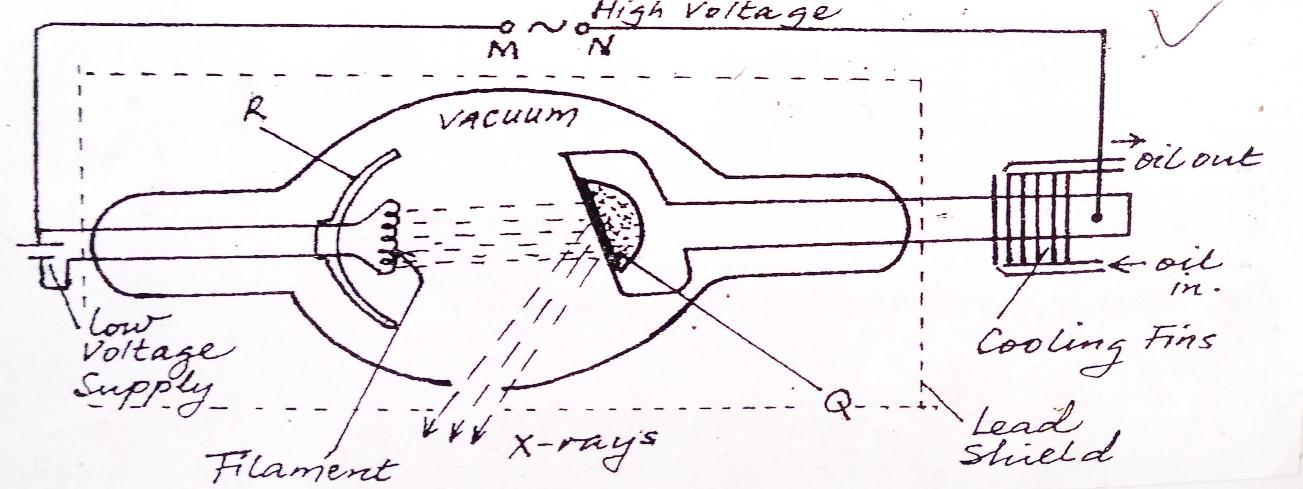 High Voltage
M ~ N
R
VACUUM
oil out
oil
in.
Cooling Fins
Low
Voltage
Supply
Q
Lead
Shield
X-rays
Filament